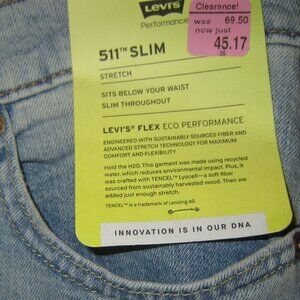 Levi's
Performance
Clearance!
was 69.50
now just
45.17
511™ SLIM
STRETCH
SITS BELOW YOUR WAIST
SLIM THROUGHOUT
LEVI'S® FLEX ECO PERFORMANCE
ENGINEERED WITH SUSTAINABLY SOURCED FIBER AND
ADVANCED STRETCH TECHNOLOGY FOR MAXIMUM
COMFORT AND FLEXIBILITY
Hold the H2O. This garment was made using recycled
water, which reduces environmental impact. Plus, it
was crafted with TENCEL™ Lyocell—a soft fiber
sourced from sustainably harvested wood. Then we
added just enough stretch.
TENCEL™ is a trademark of Lenzing AG
INNOVATION IS IN OUR DNA